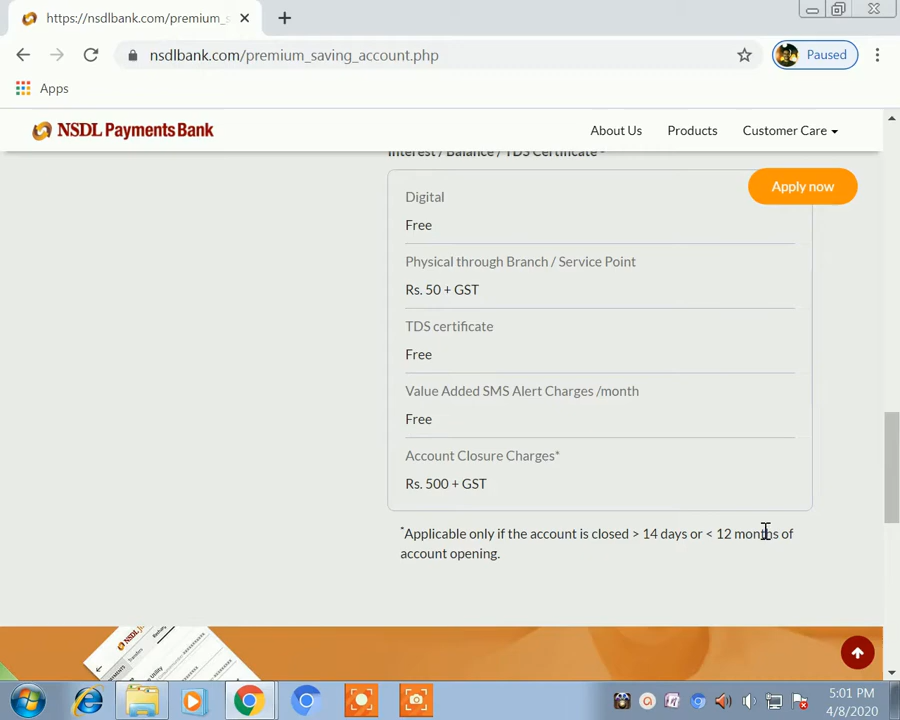 https://nsdlbank.com/premium_s
nsdlbank.com/premium_saving_account.php
Paused
Apps
NSDL Payments Bank
About Us
Products
Customer Care
Interest / Balance / TDS Certificate -
Apply now
Digital
Free
Physical through Branch / Service Point
Rs. 50 + GST
TDS certificate
Free
Value Added SMS Alert Charges /month
Free
Account Closure Charges*
Rs. 500 + GST
*Applicable only if the account is closed > 14 days or < 12 months of
account opening.
NSDL
Transfers
Utility
5:01 PM
4/8/2020